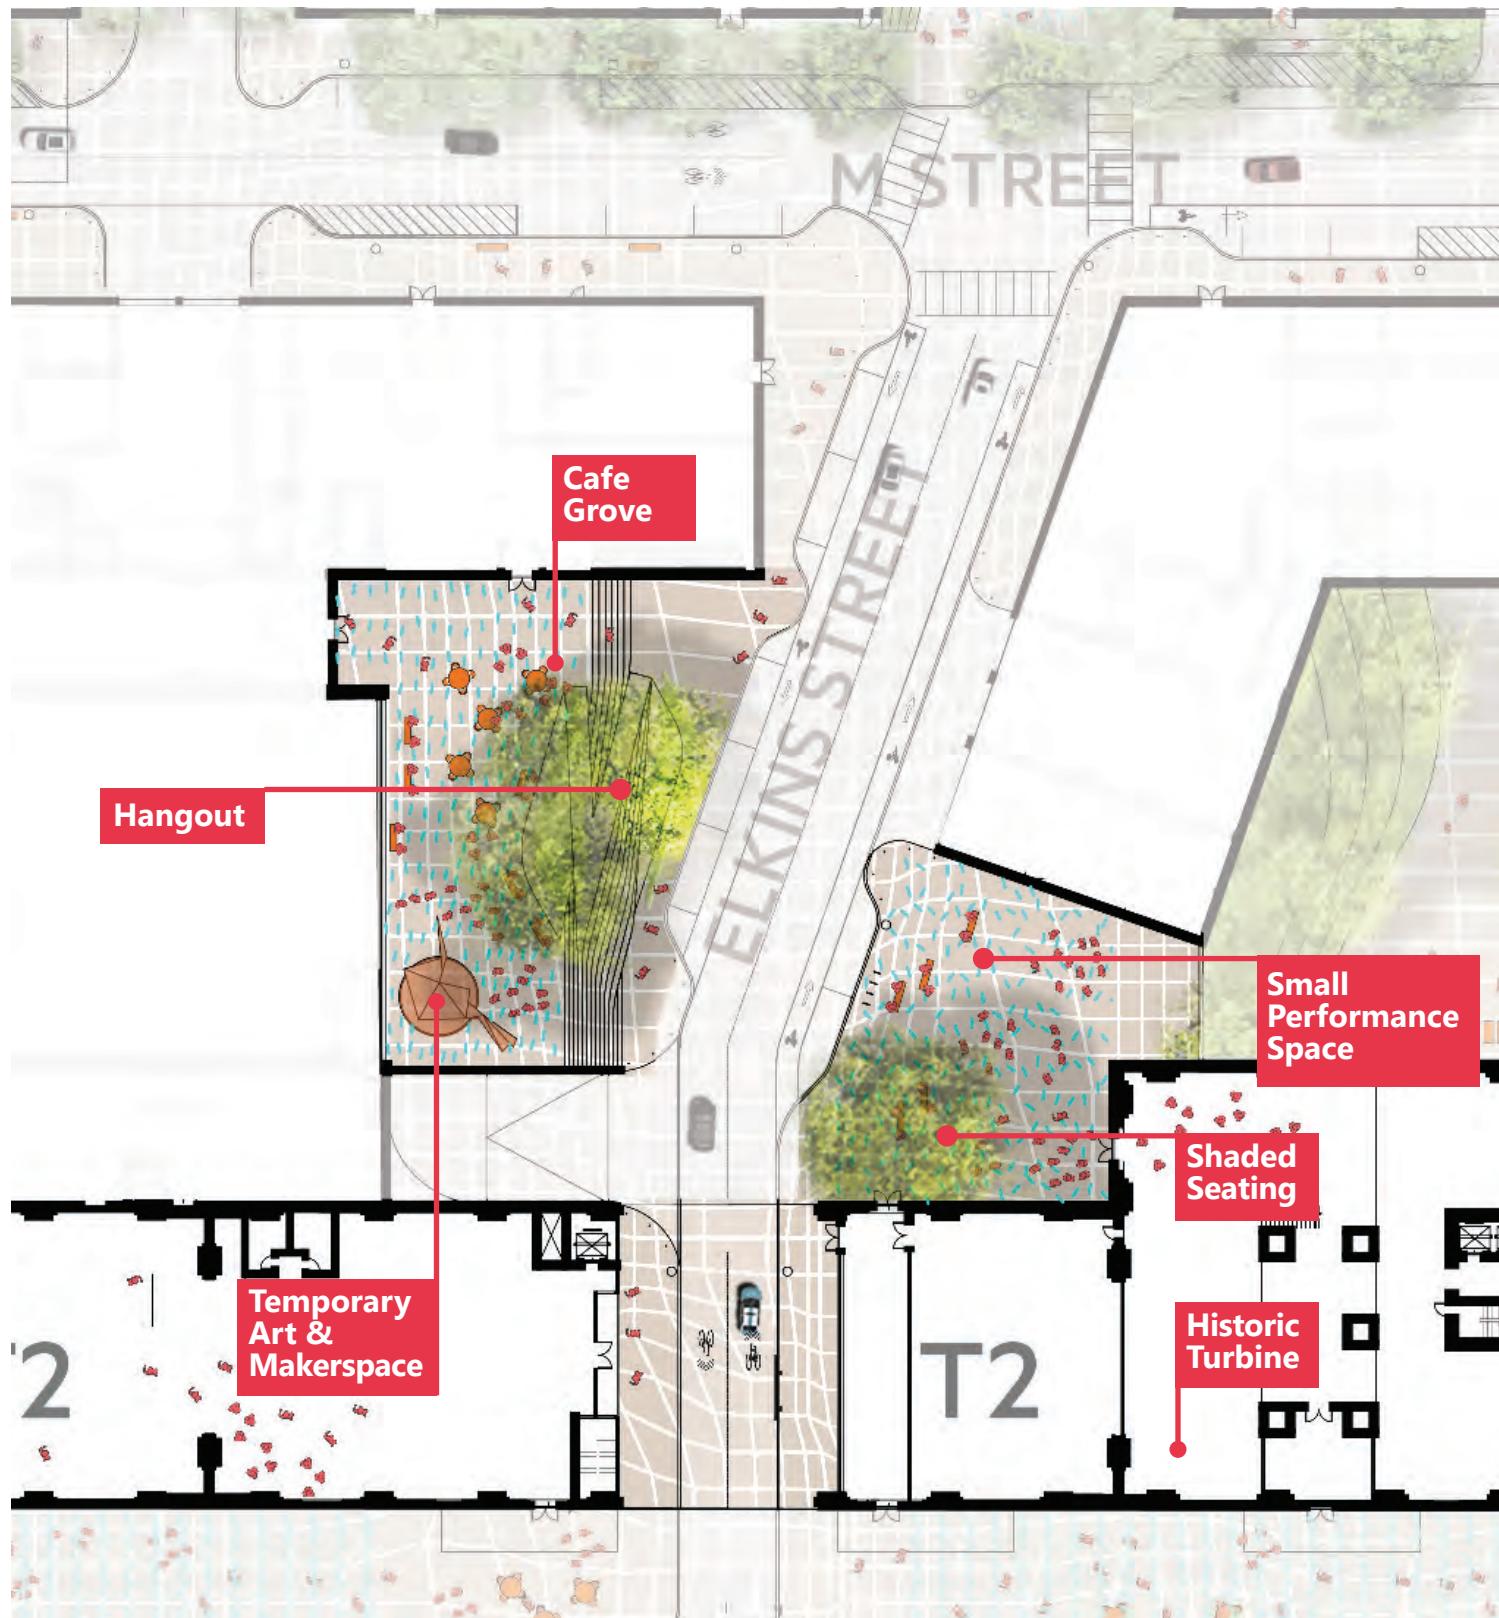 M STREET
Cafe
Grove
ELKINS STREET
Hangout
Small
Performance
Space
Shaded
Seating
Temporary
Art &
Makerspace
Historic
Turbine
2
T2